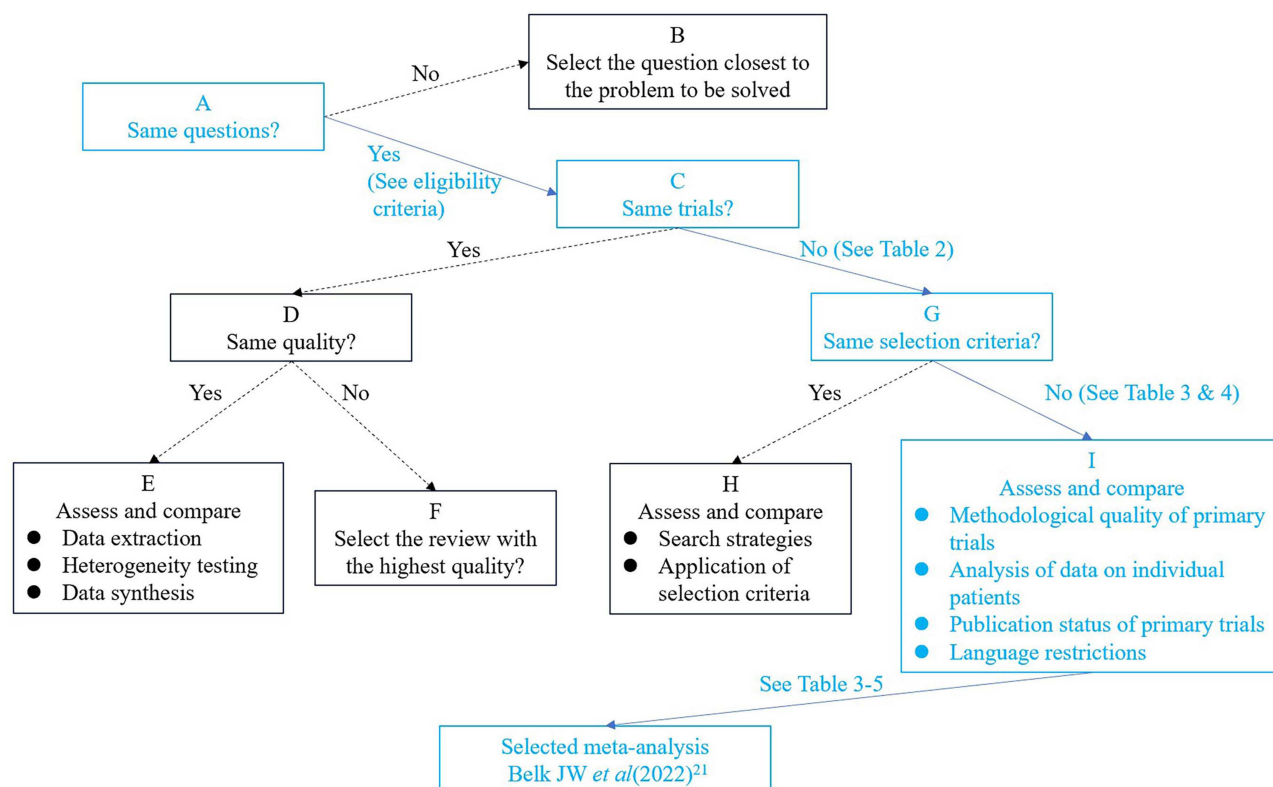 B
Select the question closest to
the problem to be solved
No
A
Same questions?
Yes
(See eligibility
criteria)
C
Same trials?
Yes
No (See Table 2)
D
Same quality?
G
Same selection criteria?
Yes
No
Yes
No (See Table 3 & 4)
E
Assess and compare
● Data extraction
● Heterogeneity testing
● Data synthesis
F
Select the review with
the highest quality?
H
Assess and compare
● Search strategies
● Application of
selection criteria
I
Assess and compare
● Methodological quality of primary
trials
● Analysis of data on individual
patients
● Publication status of primary trials
● Language restrictions
See Table 3-5
Selected meta-analysis
Belk JW et al(2022)²¹